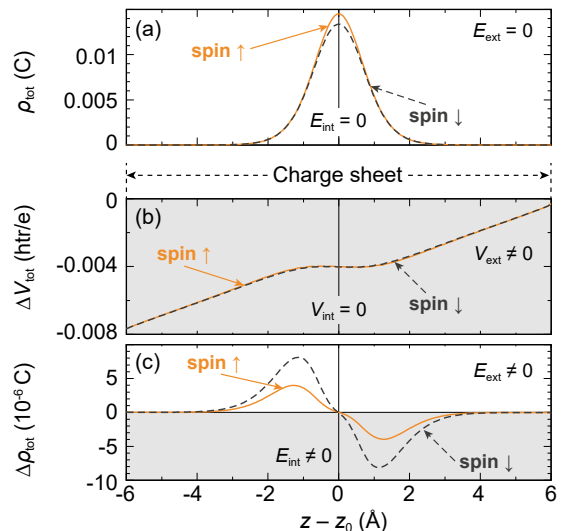 (a)
E_ext = 0
spin ↑
spin ↓
E_int = 0
ρ_tot (C)
0.01
0.005
0
Charge sheet
(b)
V_ext ≠ 0
spin ↑
spin ↓
V_int = 0
ΔV_tot (htr/e)
0
-0.004
-0.008
(c)
E_ext ≠ 0
spin ↑
spin ↓
E_int ≠ 0
Δρ_tot (10⁻⁶ C)
5
0
-5
-10
-6 -4 -2 0 2 4 6
z – z₀ (Å)